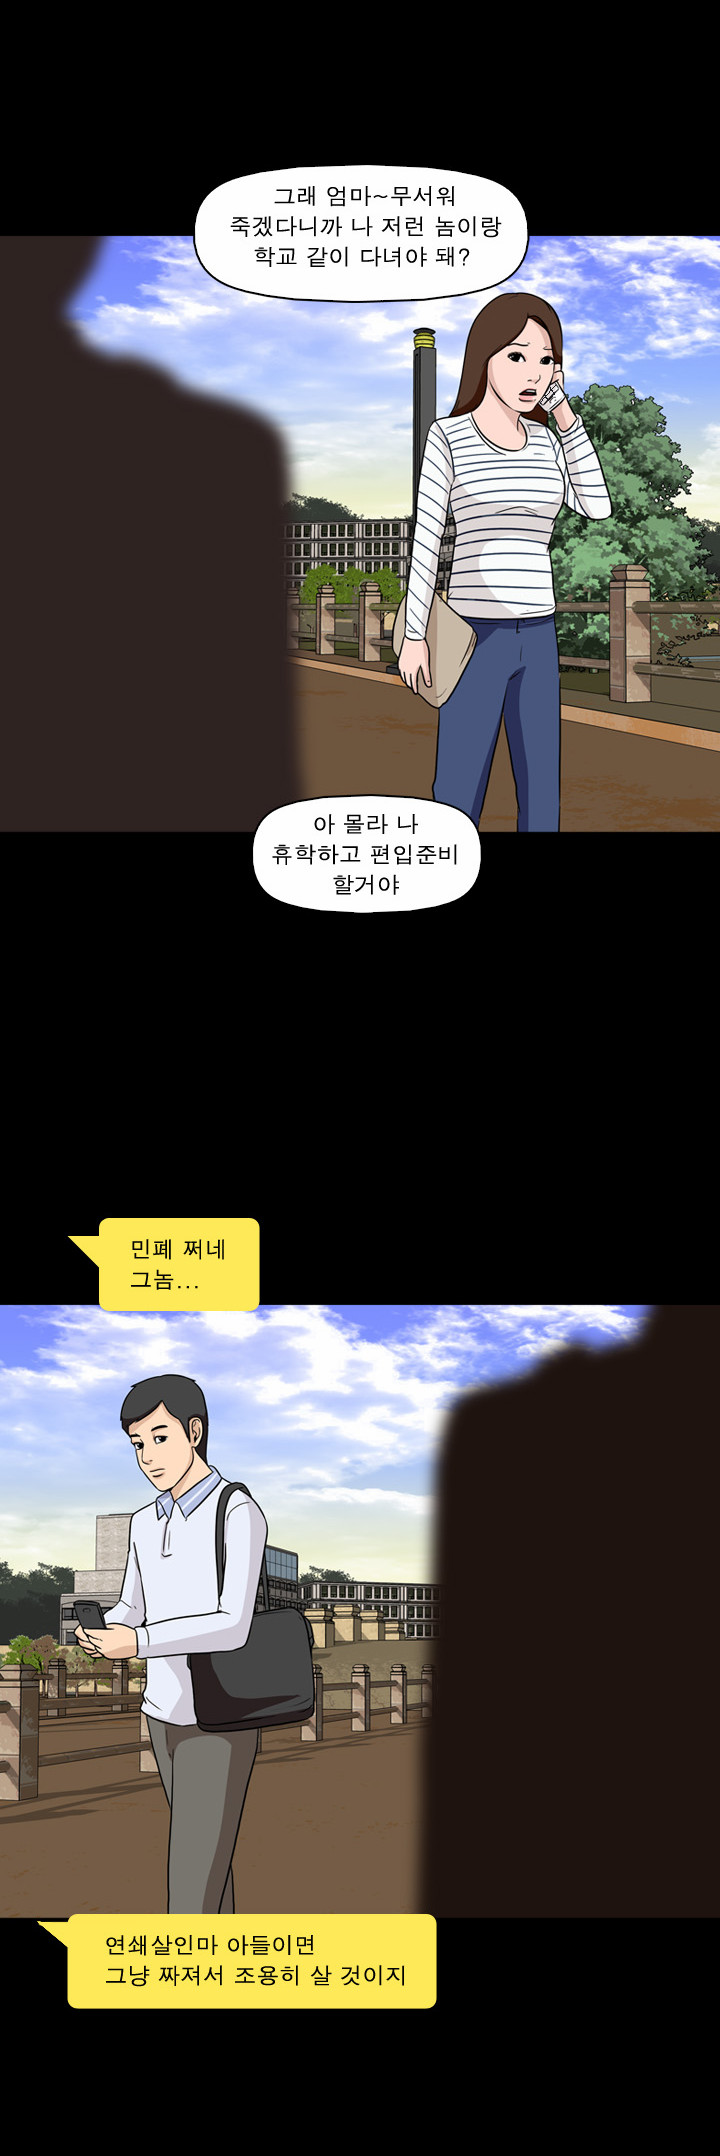 그래 엄마~무서워
죽겠다니까 나 저런 놈이랑
학교 같이 다녀야 돼?
아 몰라 나
휴학하고 편입준비
할거야
민폐 쩌네
그놈...
연쇄살인마 아들이면
그냥 짜져서 조용히 살 것이지